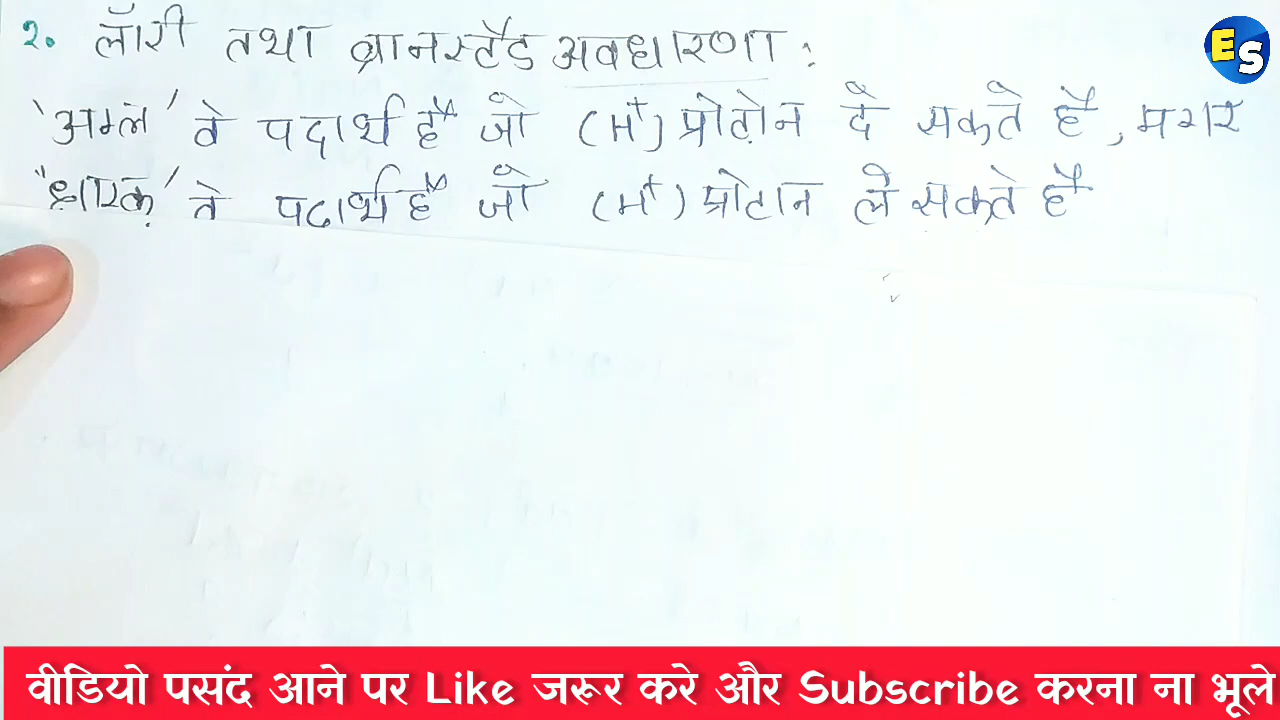 २. लॉरी तथा ब्रानस्टैड अवधारणा :
ES
'अम्ल' वे पदार्थ हैं जो (H⁺) प्रोटोन दे सकते हैं, मगर
"क्षारक' वे पदार्थ हैं जो (H⁺) प्रोटान ले सकते हैं
वीडियो पसंद आने पर Like जरूर करे और Subscribe करना ना भूले